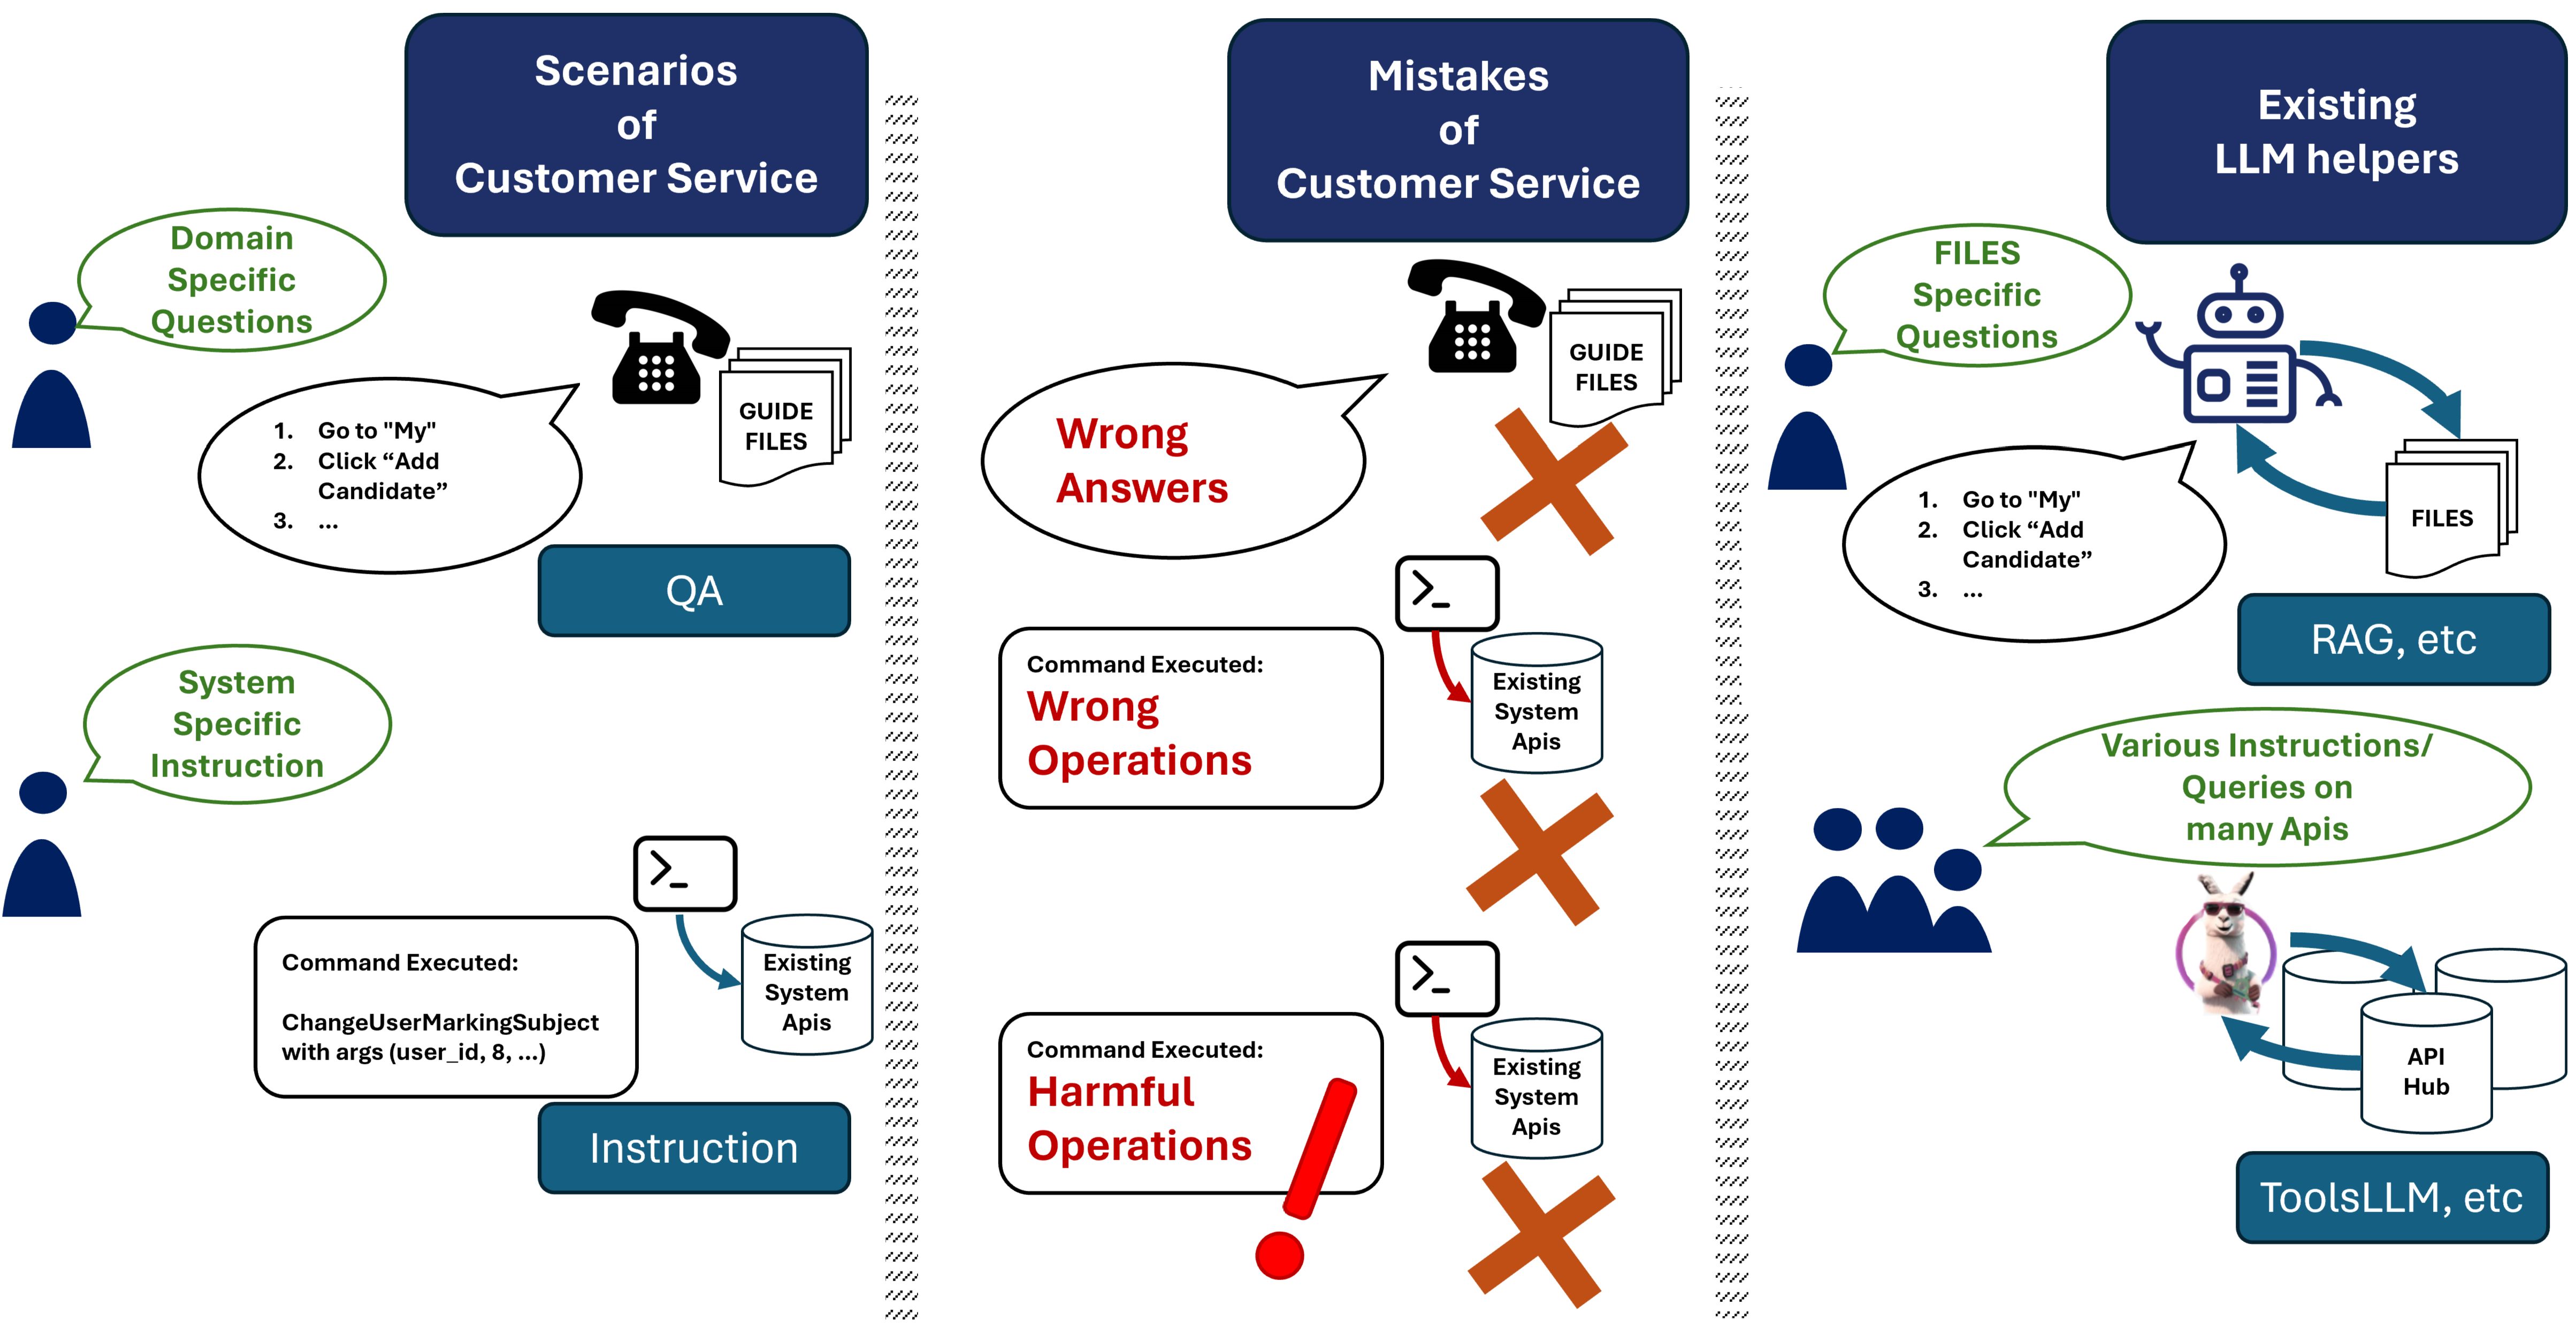 Scenarios
of
Customer Service
Domain
Specific
Questions
GUIDE
FILES
1. Go to "My"
2. Click “Add
Candidate”
3. ...
QA
System
Specific
Instruction
>_
Existing
System
Apis
Command Executed:
ChangeUserMarkingSubject
with args (user_id, 8, ...)
Instruction
Mistakes
of
Customer Service
GUIDE
FILES
Wrong
Answers
>_
Command Executed:
Wrong
Operations
Existing
System
Apis
>_
Command Executed:
Harmful
Operations
Existing
System
Apis
Existing
LLM helpers
FILES
Specific
Questions
1. Go to "My"
2. Click “Add
Candidate”
3. ...
FILES
RAG, etc
Various Instructions/
Queries on
many Apis
API
Hub
ToolsLLM, etc